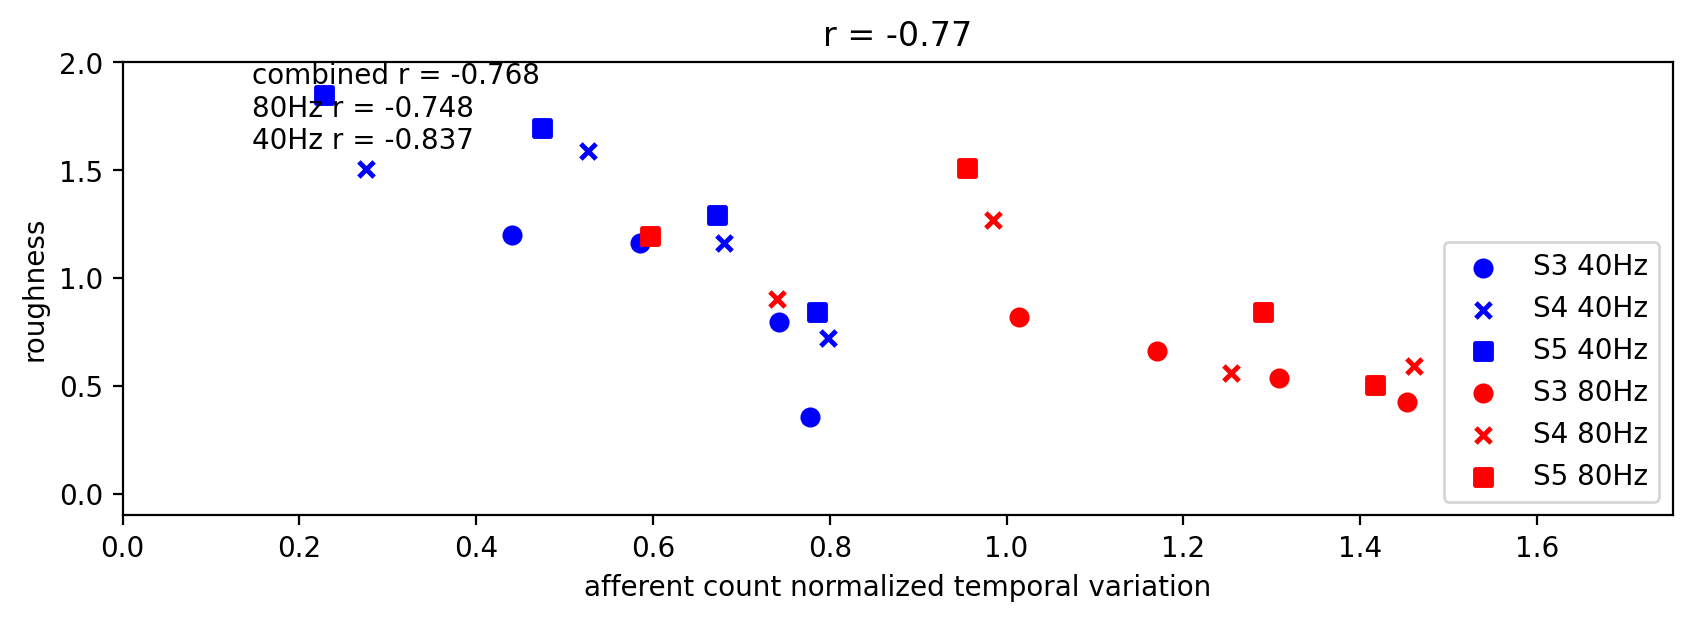 r = -0.77
combined r = -0.768
80Hz r = -0.748
40Hz r = -0.837
2.0
1.5
1.0
0.5
0.0
roughness
S3 40Hz
S4 40Hz
S5 40Hz
S3 80Hz
S4 80Hz
S5 80Hz
0.0 0.2 0.4 0.6 0.8 1.0 1.2 1.4 1.6
afferent count normalized temporal variation